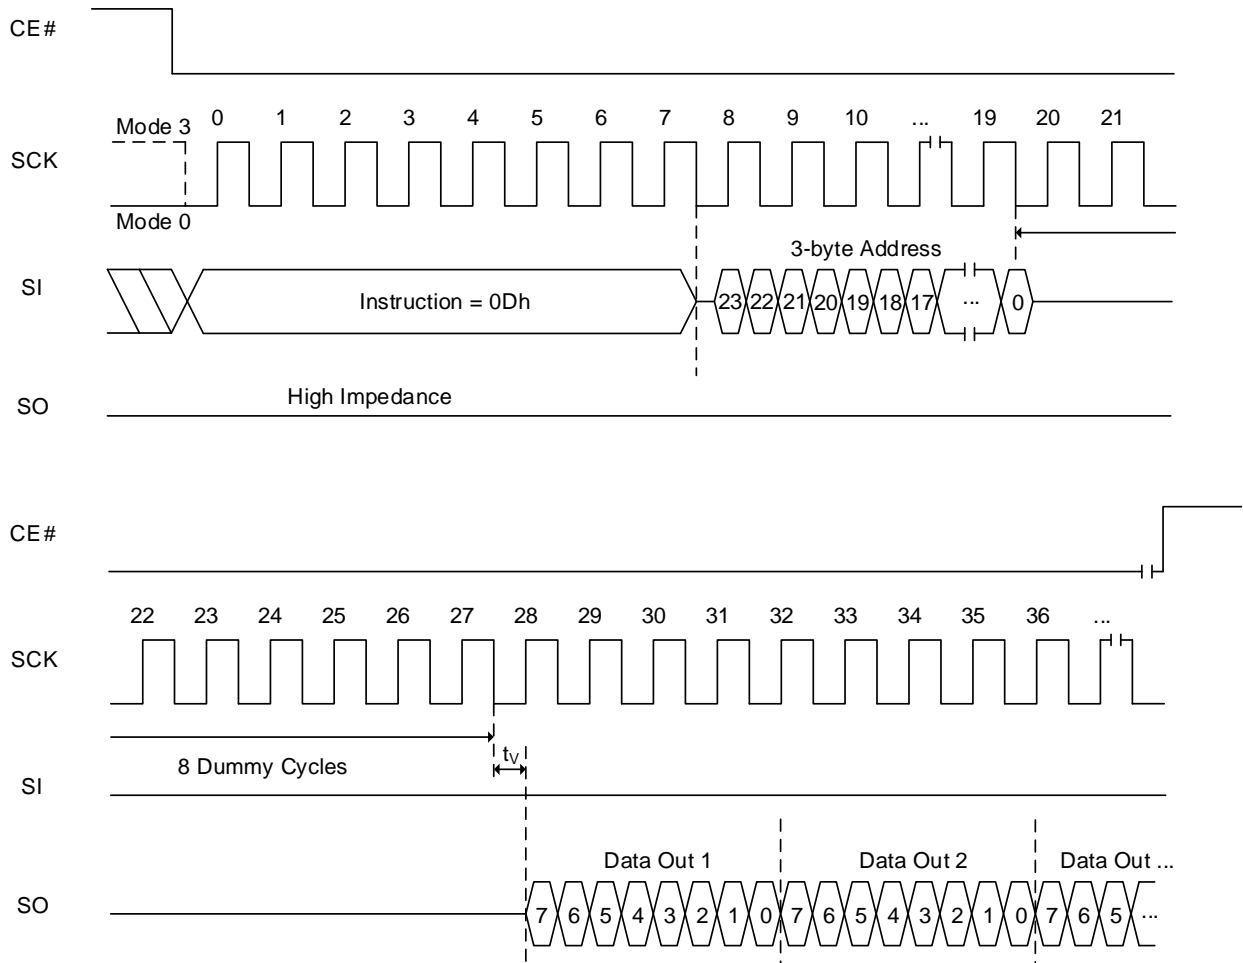 CE#
Mode 3 0 1 2 3 4 5 6 7 8 9 10 ... 19 20 21
SCK
Mode 0
3-byte Address
SI Instruction = 0Dh 23 22 21 20 19 18 17 ... 0
High Impedance
SO
CE#
22 23 24 25 26 27 28 29 30 31 32 33 34 35 36 ...
SCK
8 Dummy Cycles tV
SI
Data Out 1 Data Out 2 Data Out ...
SO 7 6 5 4 3 2 1 0 7 6 5 4 3 2 1 0 7 6 5 ...